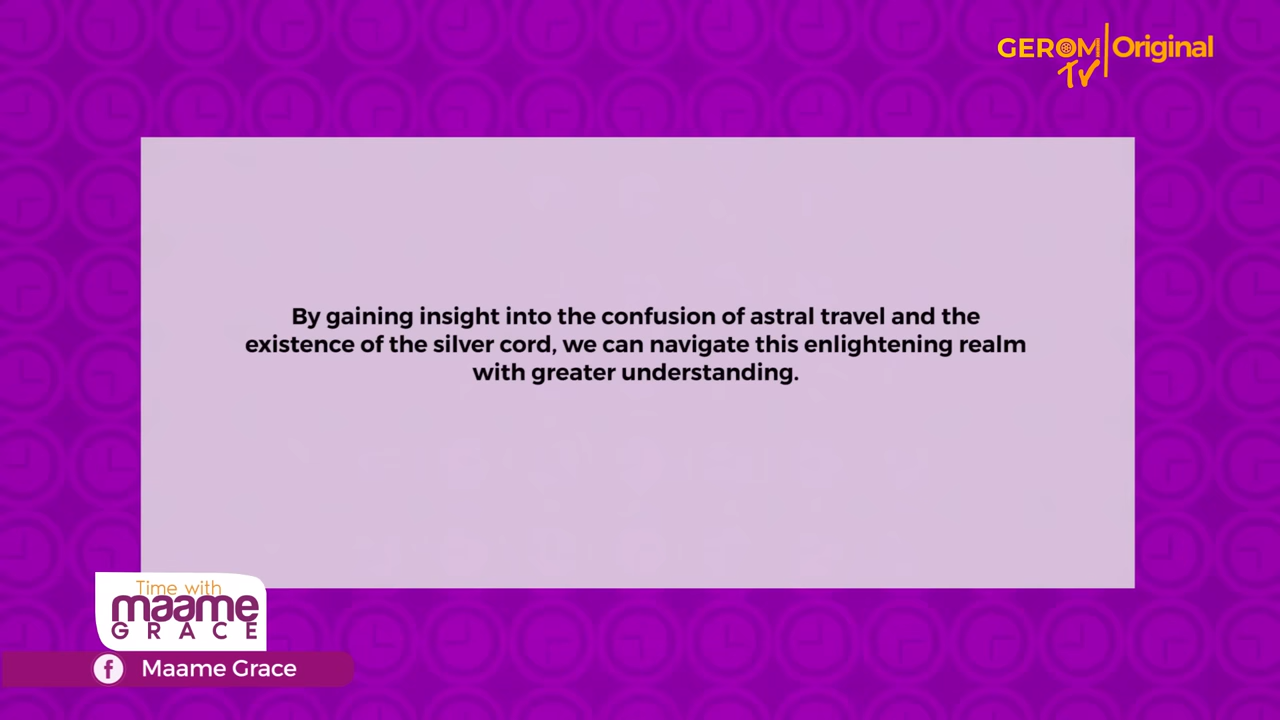 GEROM TV Original
By gaining insight into the confusion of astral travel and the
existence of the silver cord, we can navigate this enlightening realm
with greater understanding.
Time with
maame
GRACE
f Maame Grace